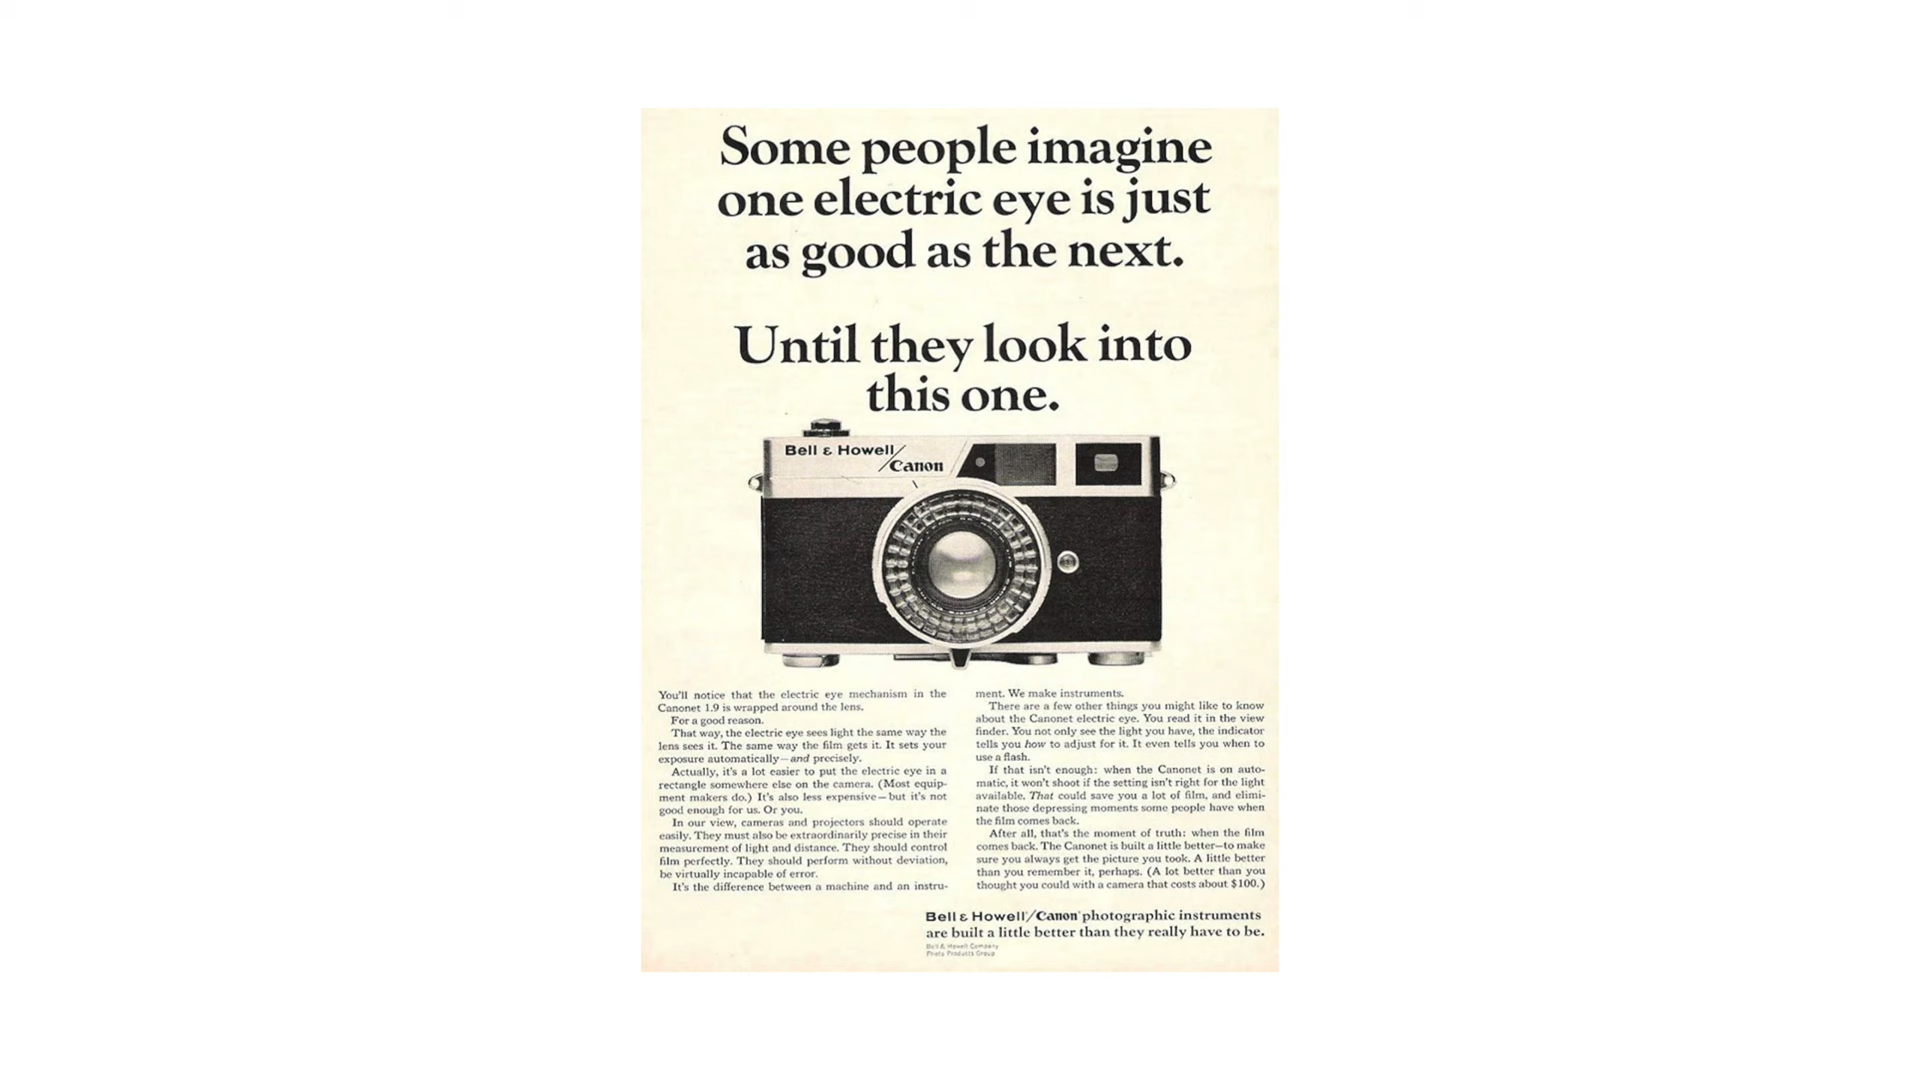 Some people imagine
one electric eye is just
as good as the next.
Until they look into
this one.
Bell & Howell/
Canon
You'll notice that the electric eye mechanism in the
Canonet 1.9 is wrapped around the lens.
For a good reason.
That way, the electric eye sees light the same way the
lens sees it. The same way the film gets it. It sets your
exposure automatically—and precisely.
Actually, it's a lot easier to put the electric eye in a
rectangle somewhere else on the camera. (Most equip-
ment makers do.) It's also less expensive—but it's not
good enough for us. Or you.
In our view, cameras and projectors should operate
easily. They must also be extraordinarily precise in their
measurement of light and distance. They should control
film perfectly. They should perform without deviation,
be virtually incapable of error.
It's the difference between a machine and an instru-
ment. We make instruments.
There are a few other things you might like to know
about the Canonet electric eye. You read it in the view
finder. You not only see the light you have, the indicator
tells you how to adjust for it. It even tells you when to
use a flash.
If that isn't enough: when the Canonet is on auto-
matic, it won't shoot if the setting isn't right for the light
available. That could save you a lot of film, and elimi-
nate those depressing moments some people have when
the film comes back.
After all, that's the moment of truth: when the film
comes back. The Canonet is built a little better—to make
sure you always get the picture you took. A little better
than you remember it, perhaps. (A lot better than you
thought you could with a camera that costs about $100.)
Bell & Howell/Canon photographic instruments
are built a little better than they really have to be.
Bell & Howell Company
Photo Products Group